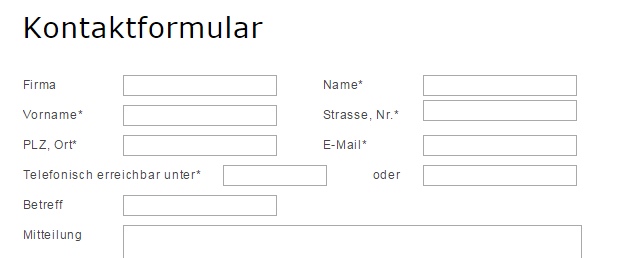 Kontaktformular
Firma Name*
Vorname* Strasse, Nr.*
PLZ, Ort* E-Mail*
Telefonisch erreichbar unter* oder
Betreff
Mitteilung